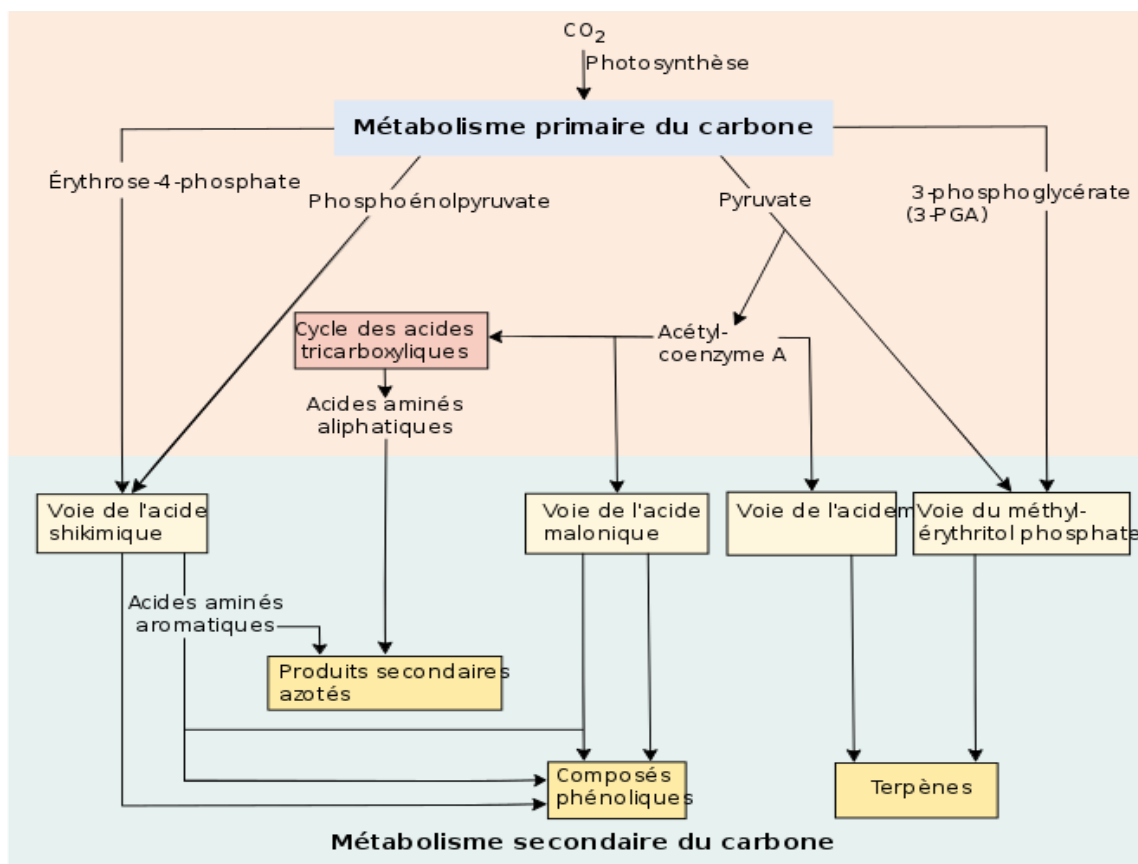 CO2
Photosynthèse
Métabolisme primaire du carbone
Érythrose-4-phosphate
Phosphoénolpyruvate
Pyruvate
3-phosphoglycérate
(3-PGA)
Cycle des acides
tricarboxyliques
Acétyl-
coenzyme A
Acides aminés
aliphatiques
Voie de l'acide
shikimique
Voie de l'acide
malonique
Voie de l'acidem
Voie du méthyl-
érythritol phosphate
Acides aminés
aromatiques
Produits secondaires
azotés
Composés
phénoliques
Terpènes
Métabolisme secondaire du carbone